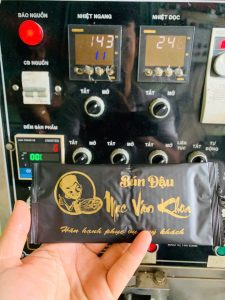 BÁO NGUỒN
NHIỆT NGANG
NHIỆT DỌC
143
11
24
CB NGUỒN
TẮT MỞ
TẮT MỞ
ĐẾM SẢN PHẨM
TẮT MỞ
TẮT MỞ
TẮT
Bún Đậu
Mạc Văn Khoa
Hân hạnh phục vụ quý khách